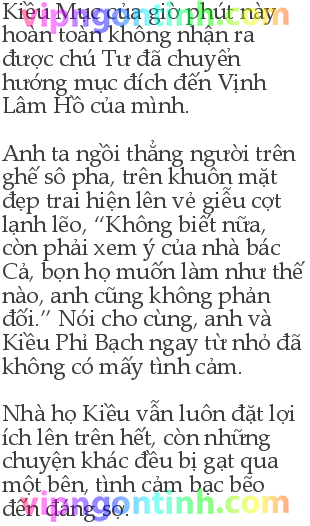 Kiều Mục của giờ phút này
hoàn toàn không nhận ra
được chú Tư đã chuyển
hướng mục đích đến Vịnh
Lâm Hồ của mình.
Anh ta ngồi thẳng người trên
ghế sô pha, trên khuôn mặt
đẹp trai hiện lên vẻ giễu cợt
lạnh lẽo, “Không biết nữa,
còn phải xem ý của nhà bác
Cả, bọn họ muốn làm như thế
nào, anh cũng không phản
đối.” Nói cho cùng, anh và
Kiều Phi Bạch ngay từ nhỏ đã
không có mấy tình cảm.
Nhà họ Kiều vẫn luôn đặt lợi
ích lên trên hết, còn những
chuyện khác đều bị gạt qua
một bên, tình cảm bạc bẽo
đến đáng sợ.
vipngontinh.com
vipngontinh.com